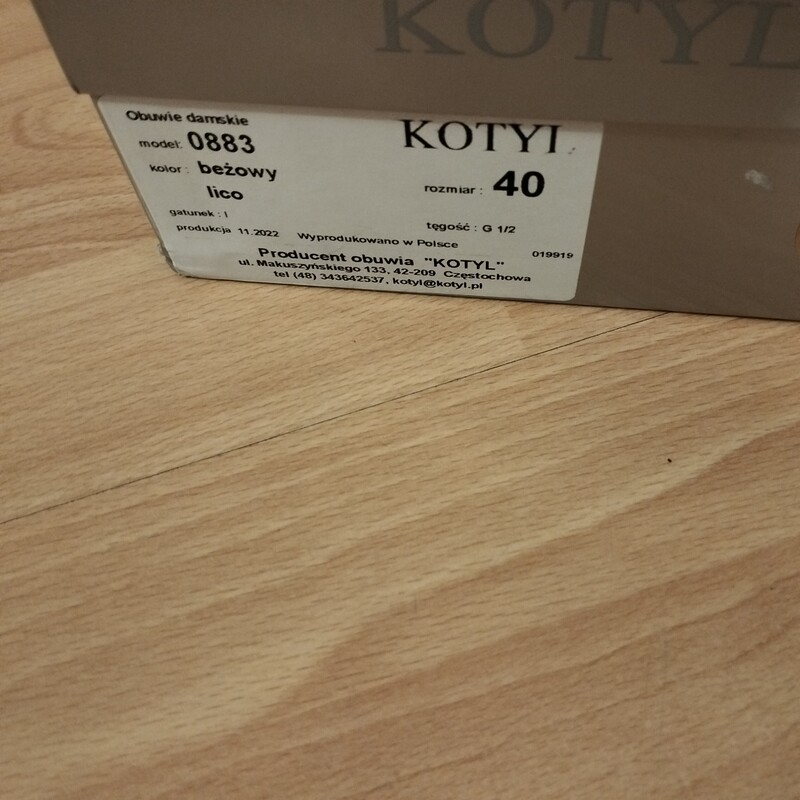 KOTYL
Obuwie damskie
KOTYL
model: 0883
kolor : beżowy
rozmiar : 40
lico
gatunek : I
tęgość : G 1/2
produkcja 11.2022
Wyprodukowano w Polsce
019919
Producent obuwia "KOTYL"
ul. Makuszyńskiego 133, 42-209 Częstochowa
tel (48) 343642537, kotyl@kotyl.pl